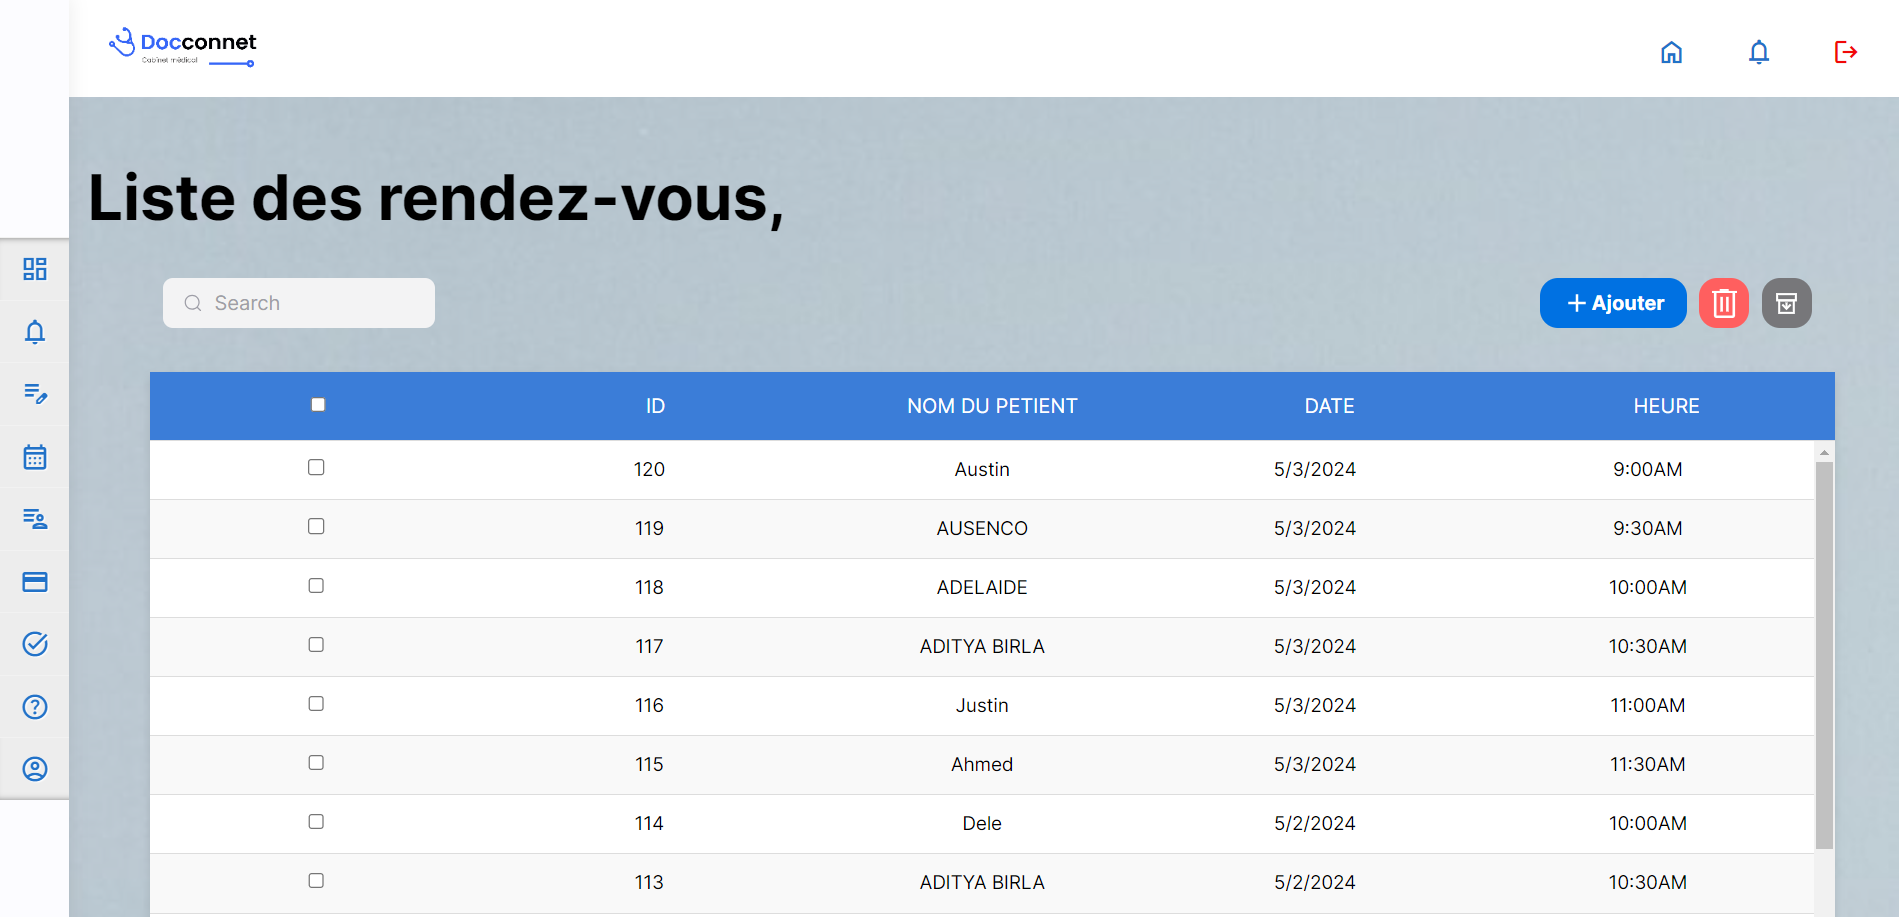 Docconnet
Cabinet médical
Liste des rendez-vous,
Search
Ajouter
ID NOM DU PETIENT DATE HEURE
120 Austin 5/3/2024 9:00AM
119 AUSENCO 5/3/2024 9:30AM
118 ADELAIDE 5/3/2024 10:00AM
117 ADITYA BIRLA 5/3/2024 10:30AM
116 Justin 5/3/2024 11:00AM
115 Ahmed 5/3/2024 11:30AM
114 Dele 5/2/2024 10:00AM
113 ADITYA BIRLA 5/2/2024 10:30AM